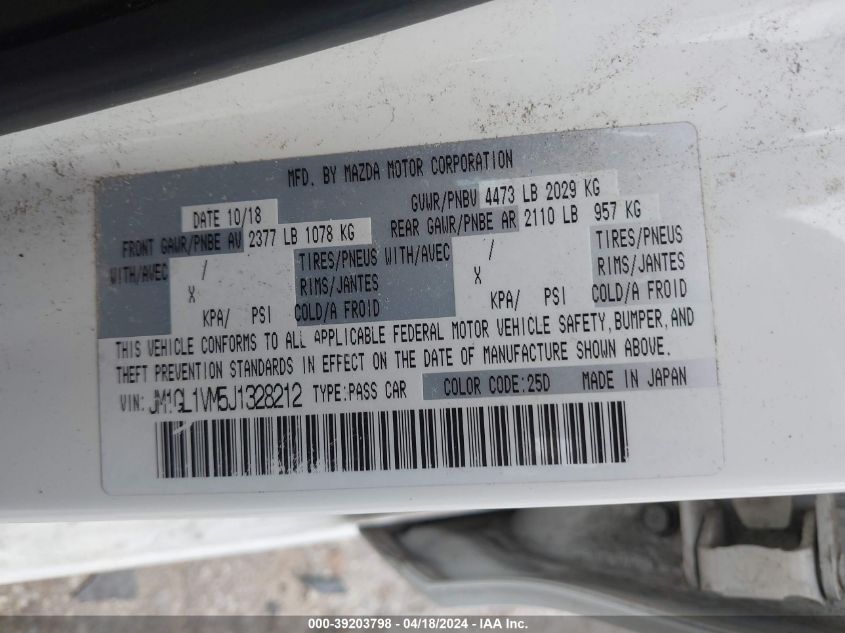 MFD. BY MAZDA MOTOR CORPORATION
DATE 10/18 GVWR/PNBV 4473 LB 2029 KG
FRONT GAWR/PNBE AV 2377 LB 1078 KG REAR GAWR/PNBE AR 2110 LB 957 KG
WITH/AVEC / TIRES/PNEUS WITH/AVEC / TIRES/PNEUS
X RIMS/JANTES X RIMS/JANTES
KPA/ PSI COLD/A FROID KPA/ PSI COLD/A FROID
THIS VEHICLE CONFORMS TO ALL APPLICABLE FEDERAL MOTOR VEHICLE SAFETY, BUMPER, AND
THEFT PREVENTION STANDARDS IN EFFECT ON THE DATE OF MANUFACTURE SHOWN ABOVE.
VIN: JM1GL1VM5J1328212 TYPE:PASS CAR COLOR CODE:25D MADE IN JAPAN
000-39203798 - 04/18/2024 - IAA Inc.